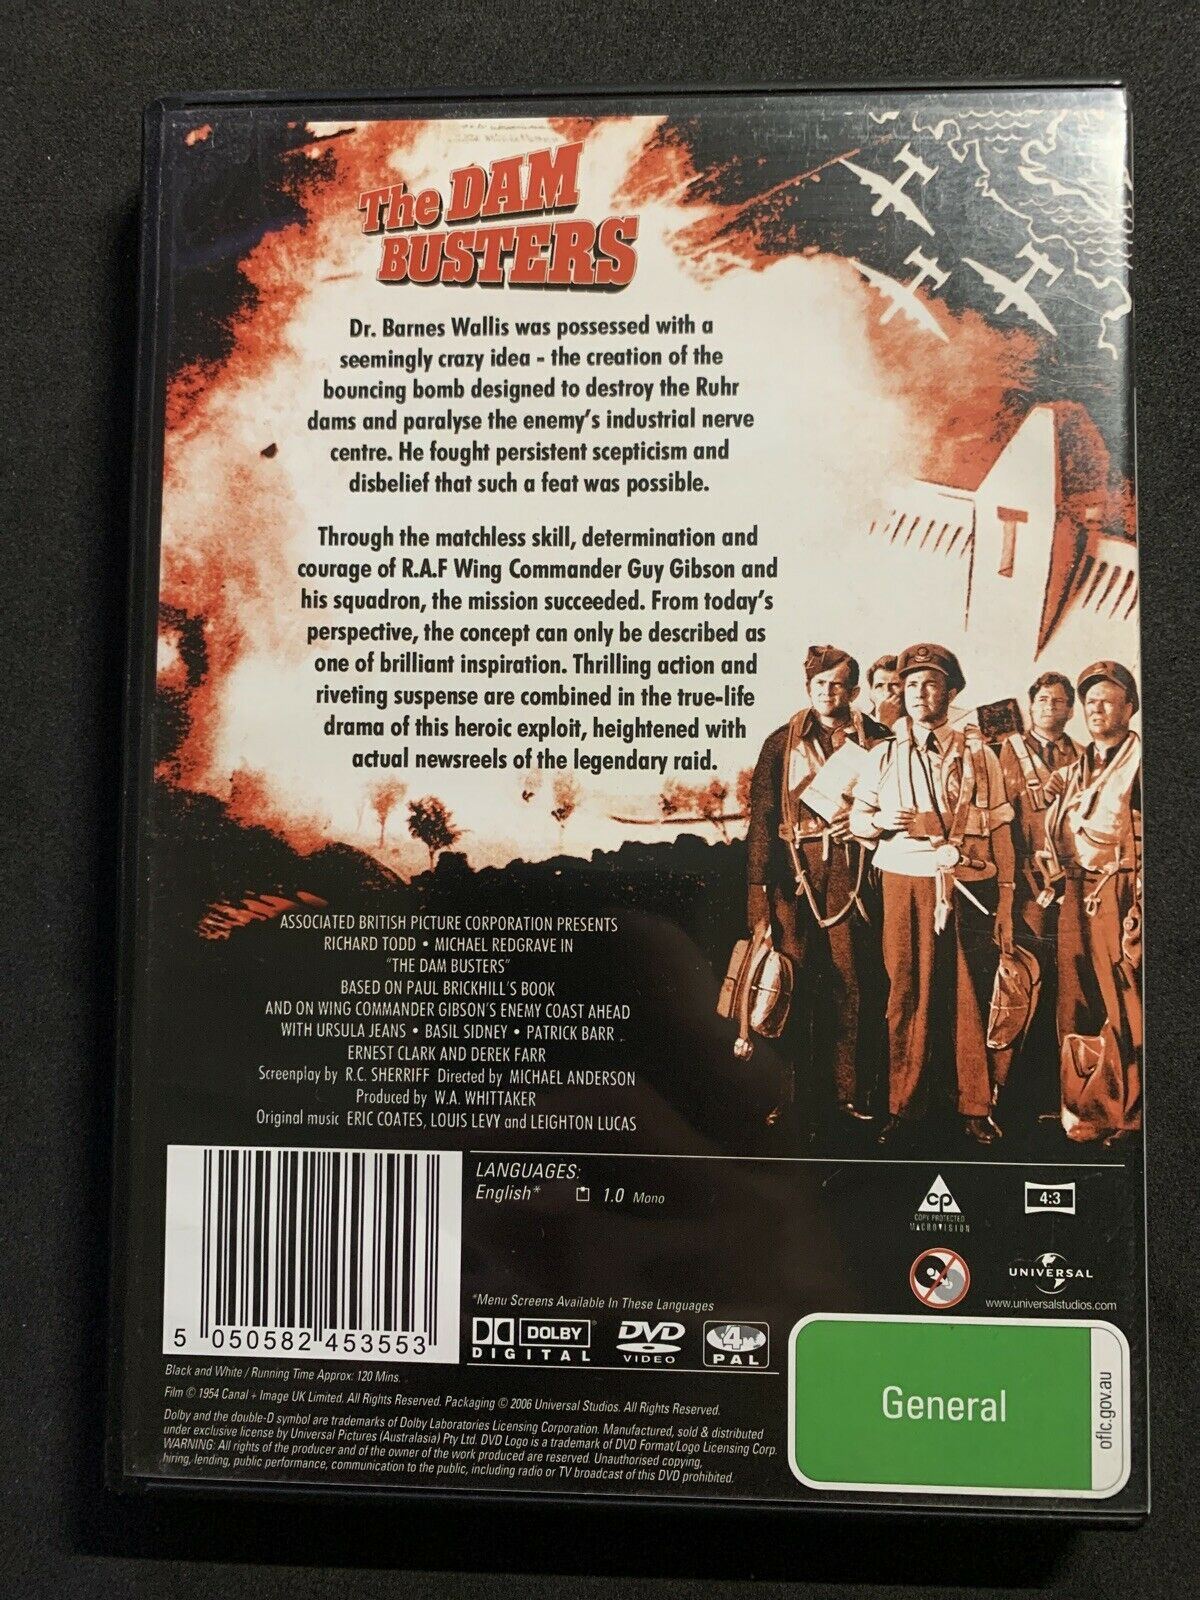 The DAM
BUSTERS
Dr. Barnes Wallis was possessed with a
seemingly crazy idea - the creation of the
bouncing bomb designed to destroy the Ruhr
dams and paralyse the enemy's industrial nerve
centre. He fought persistent scepticism and
disbelief that such a feat was possible.
Through the matchless skill, determination and
courage of R.A.F Wing Commander Guy Gibson and
his squadron, the mission succeeded. From today's
perspective, the concept can only be described as
one of brilliant inspiration. Thrilling action and
riveting suspense are combined in the true-life
drama of this heroic exploit, heightened with
actual newsreels of the legendary raid.
ASSOCIATED BRITISH PICTURE CORPORATION PRESENTS
RICHARD TODD • MICHAEL REDGRAVE IN
"THE DAM BUSTERS"
BASED ON PAUL BRICKHILL'S BOOK
AND ON WING COMMANDER GIBSON'S ENEMY COAST AHEAD
WITH URSULA JEANS • BASIL SIDNEY • PATRICK BARR
ERNEST CLARK AND DEREK FARR
Screenplay by R.C. SHERRIFF Directed by MICHAEL ANDERSON
Produced by W.A. WHITTAKER
Original music ERIC COATES, LOUIS LEVY and LEIGHTON LUCAS
LANGUAGES:
English* 1.0 Mono
*Menu Screens Available In These Languages
CP
COPY PROTECTED
MACROVISION
4:3
UNIVERSAL
www.universalstudios.com
5 050582 453553
DOLBY
DIGITAL
DVD
VIDEO
4
PAL
General
oflc.gov.au
Black and White / Running Time Approx: 120 Mins.
Film © 1954 Canal + Image UK Limited. All Rights Reserved. Packaging © 2006 Universal Studios. All Rights Reserved.
Dolby and the double-D symbol are trademarks of Dolby Laboratories Licensing Corporation. Manufactured, sold & distributed
under exclusive license by Universal Pictures (Australasia) Pty Ltd. DVD Logo is a trademark of DVD Format/Logo Licensing Corp.
WARNING: All rights of the producer and of the owner of the work produced are reserved. Unauthorised copying,
hiring, lending, public performance, communication to the public, including radio or TV broadcast of this DVD prohibited.